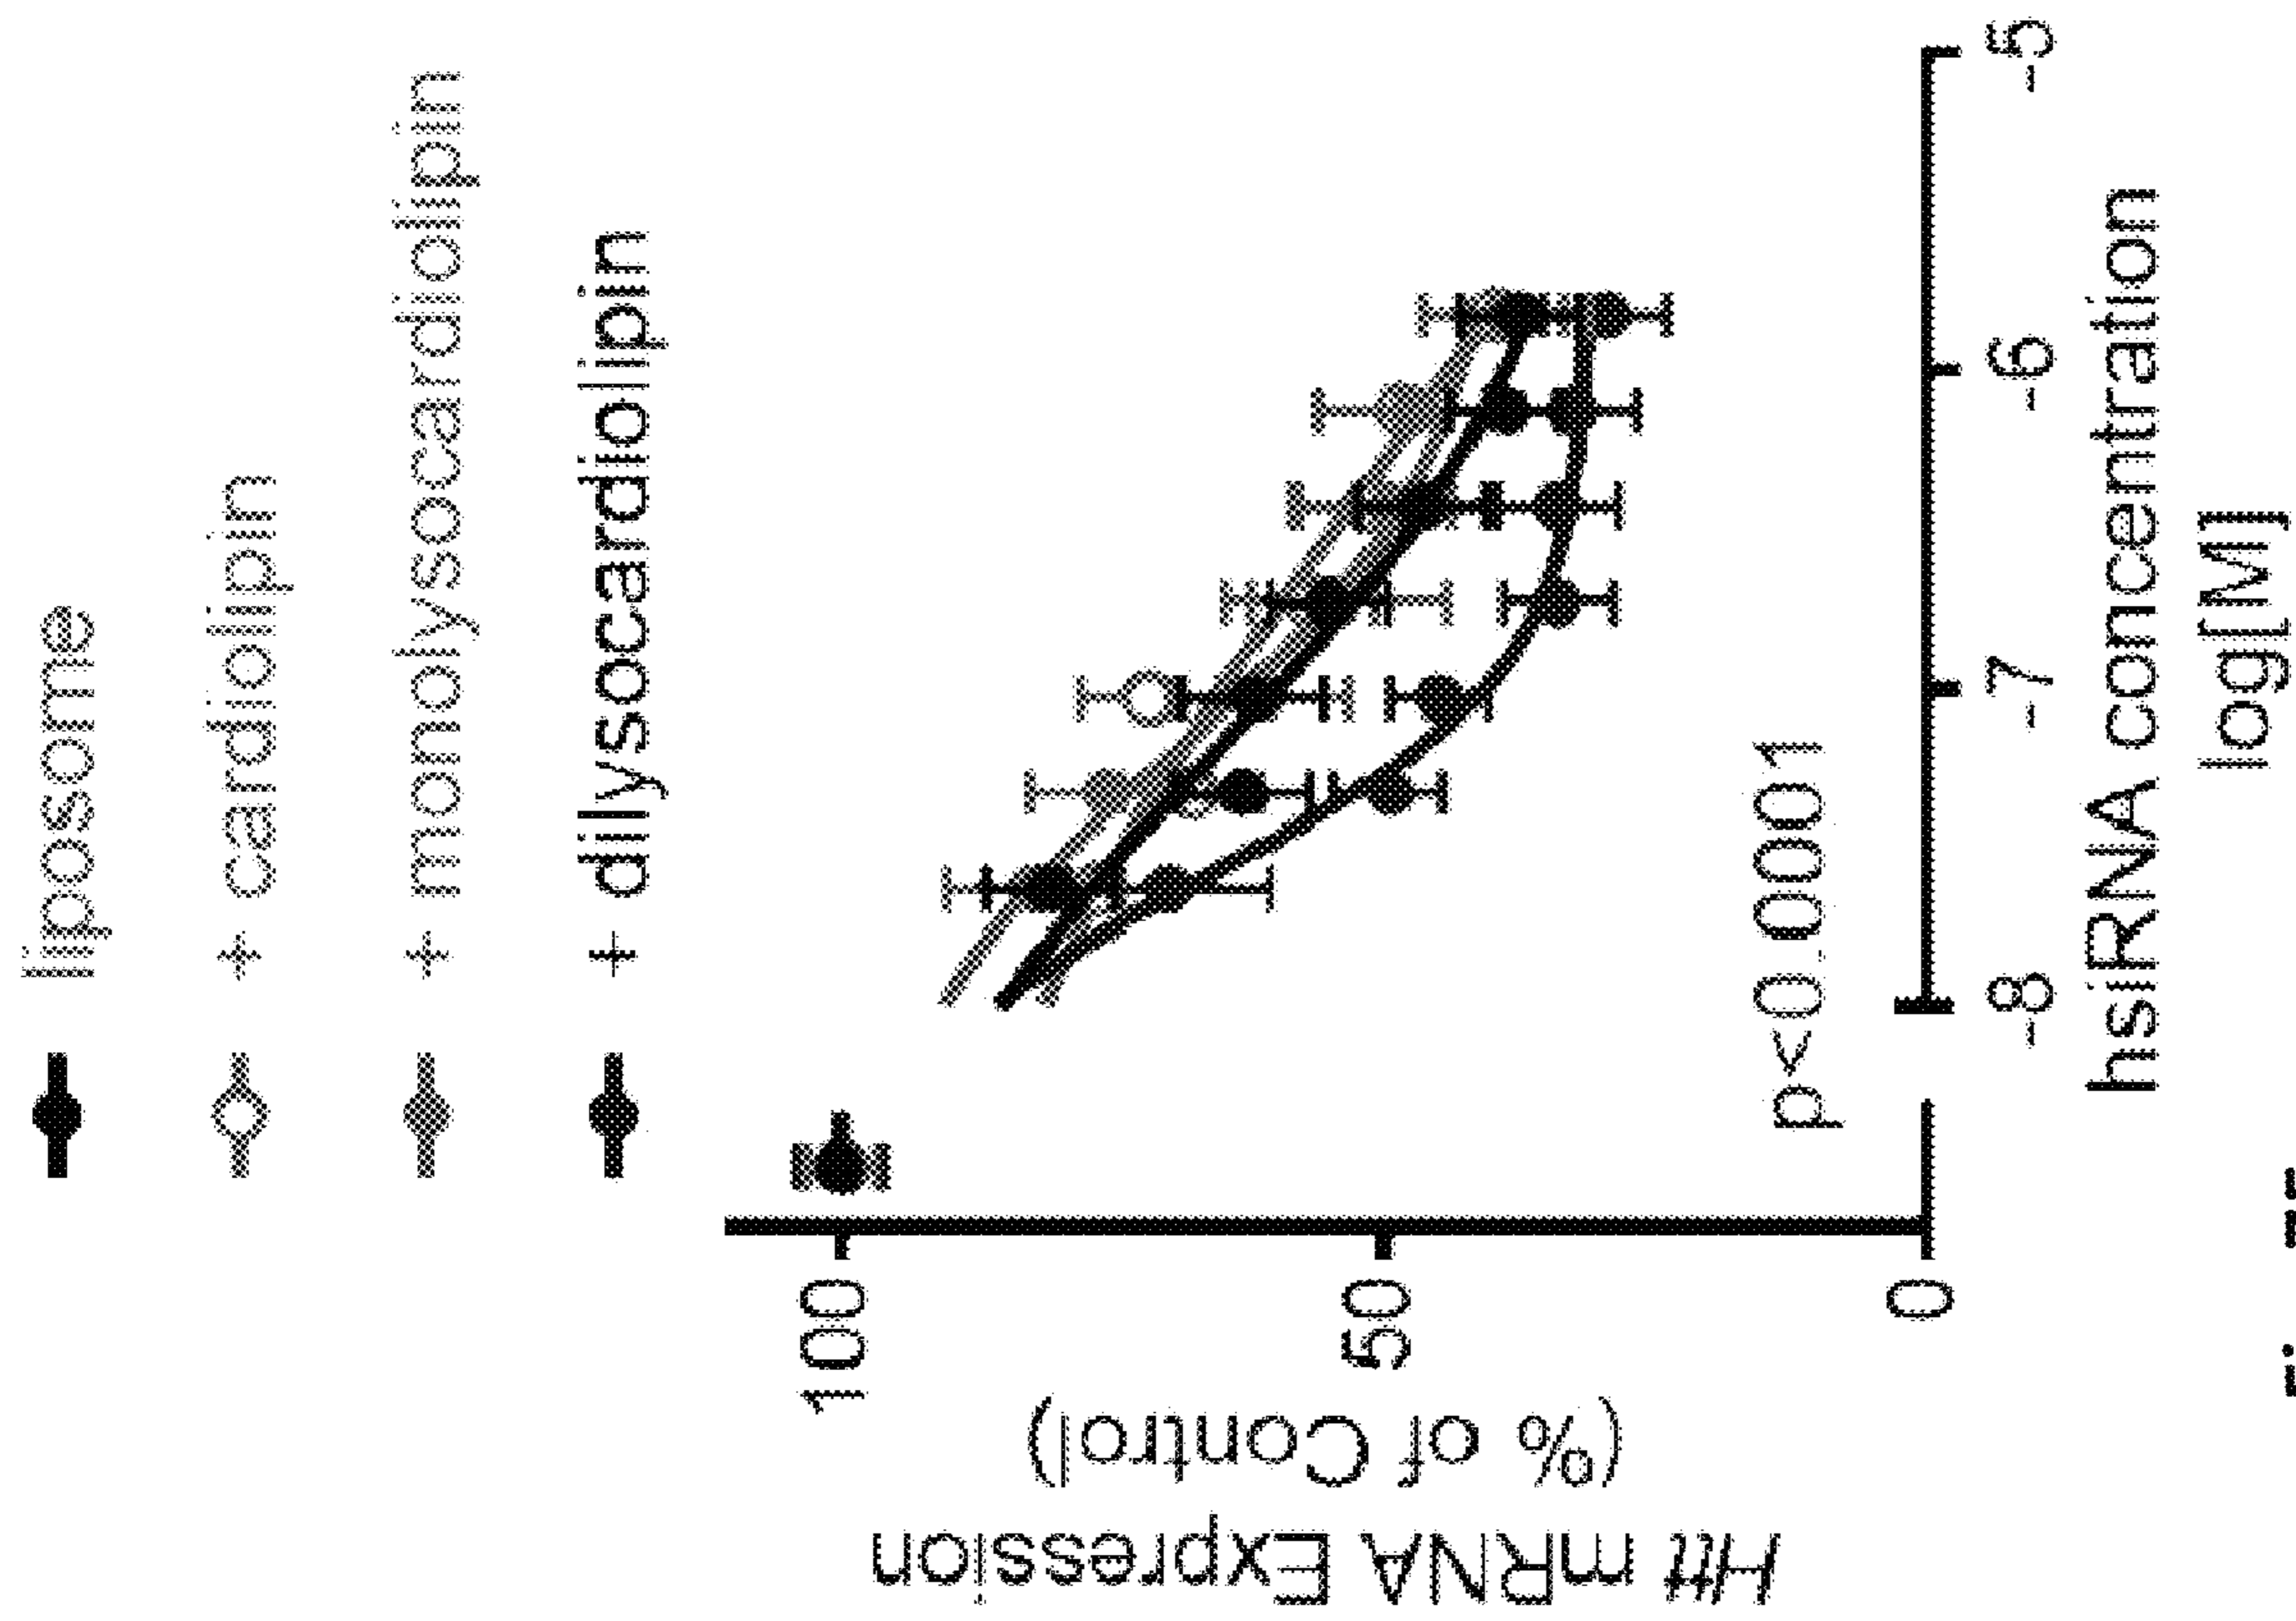 liposome
+ cardiolipin
+ monolysocardiolipin
+ dilysocardiolipin
Htt mRNA Expression
(% of Control)
100
50
0
p<0.0001
-8
-7
-6
-5
hsiRNA concentration
log[M]